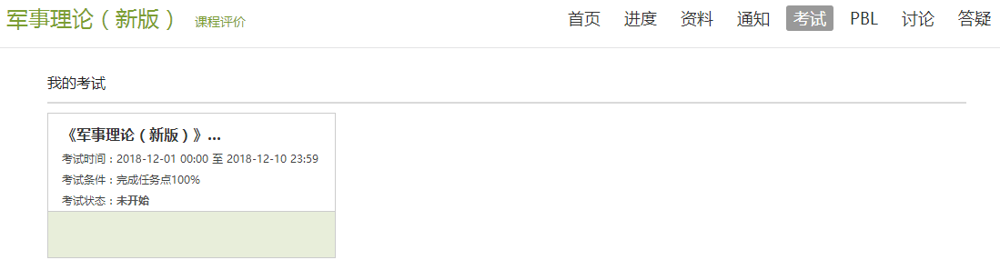 军事理论（新版） 课程评价 首页 进度 资料 通知 考试 PBL 讨论 答疑
我的考试
《军事理论（新版）》...
考试时间：2018-12-01 00:00 至 2018-12-10 23:59
考试条件：完成任务点100%
考试状态：未开始